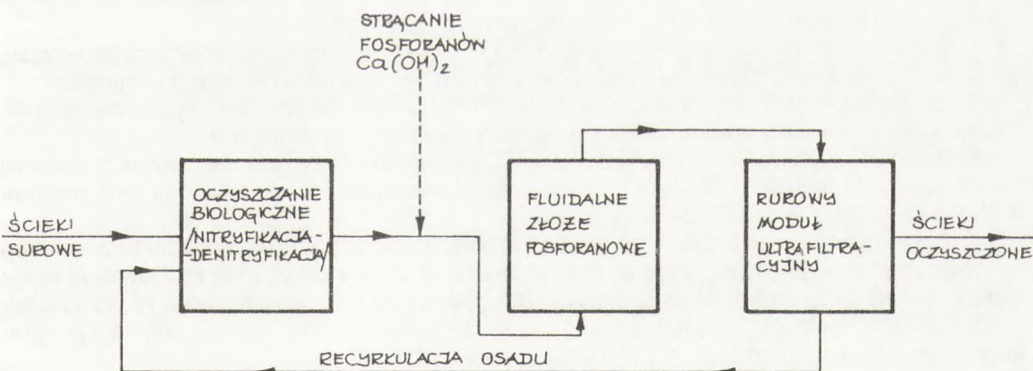 STRĄCANIE
FOSFORANÓW
Ca(OH)₂
ŚCIEKI
SUROWE
OCZYSZCZANIE
BIOLOGICZNE
/NITRYFIKACJA-
-DENITRYFIKACJA/
FLUIDALNE
ZŁOŻE
FOSFORANOWE
RUROWY
MODUŁ
ULTRAFILTRA-
CYJNY
ŚCIEKI
OCZYSZCZONE
RECYRKULACJA OSADU